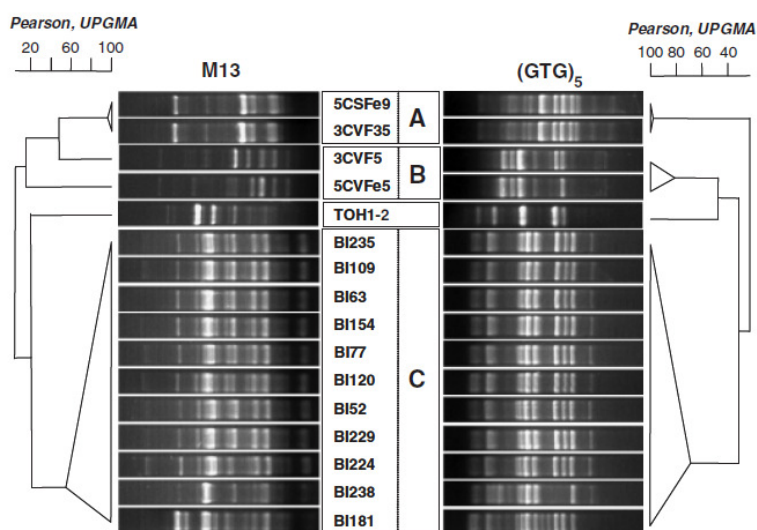 Pearson, UPGMA
20 60 100
M13
(GTG)5
Pearson, UPGMA
100 80 60 40
5CSFe9
3CVF35
A
3CVF5
5CVFe5
B
TOH1-2
BI235
BI109
BI63
BI154
BI77
BI120
BI52
BI229
BI224
BI238
BI181
C